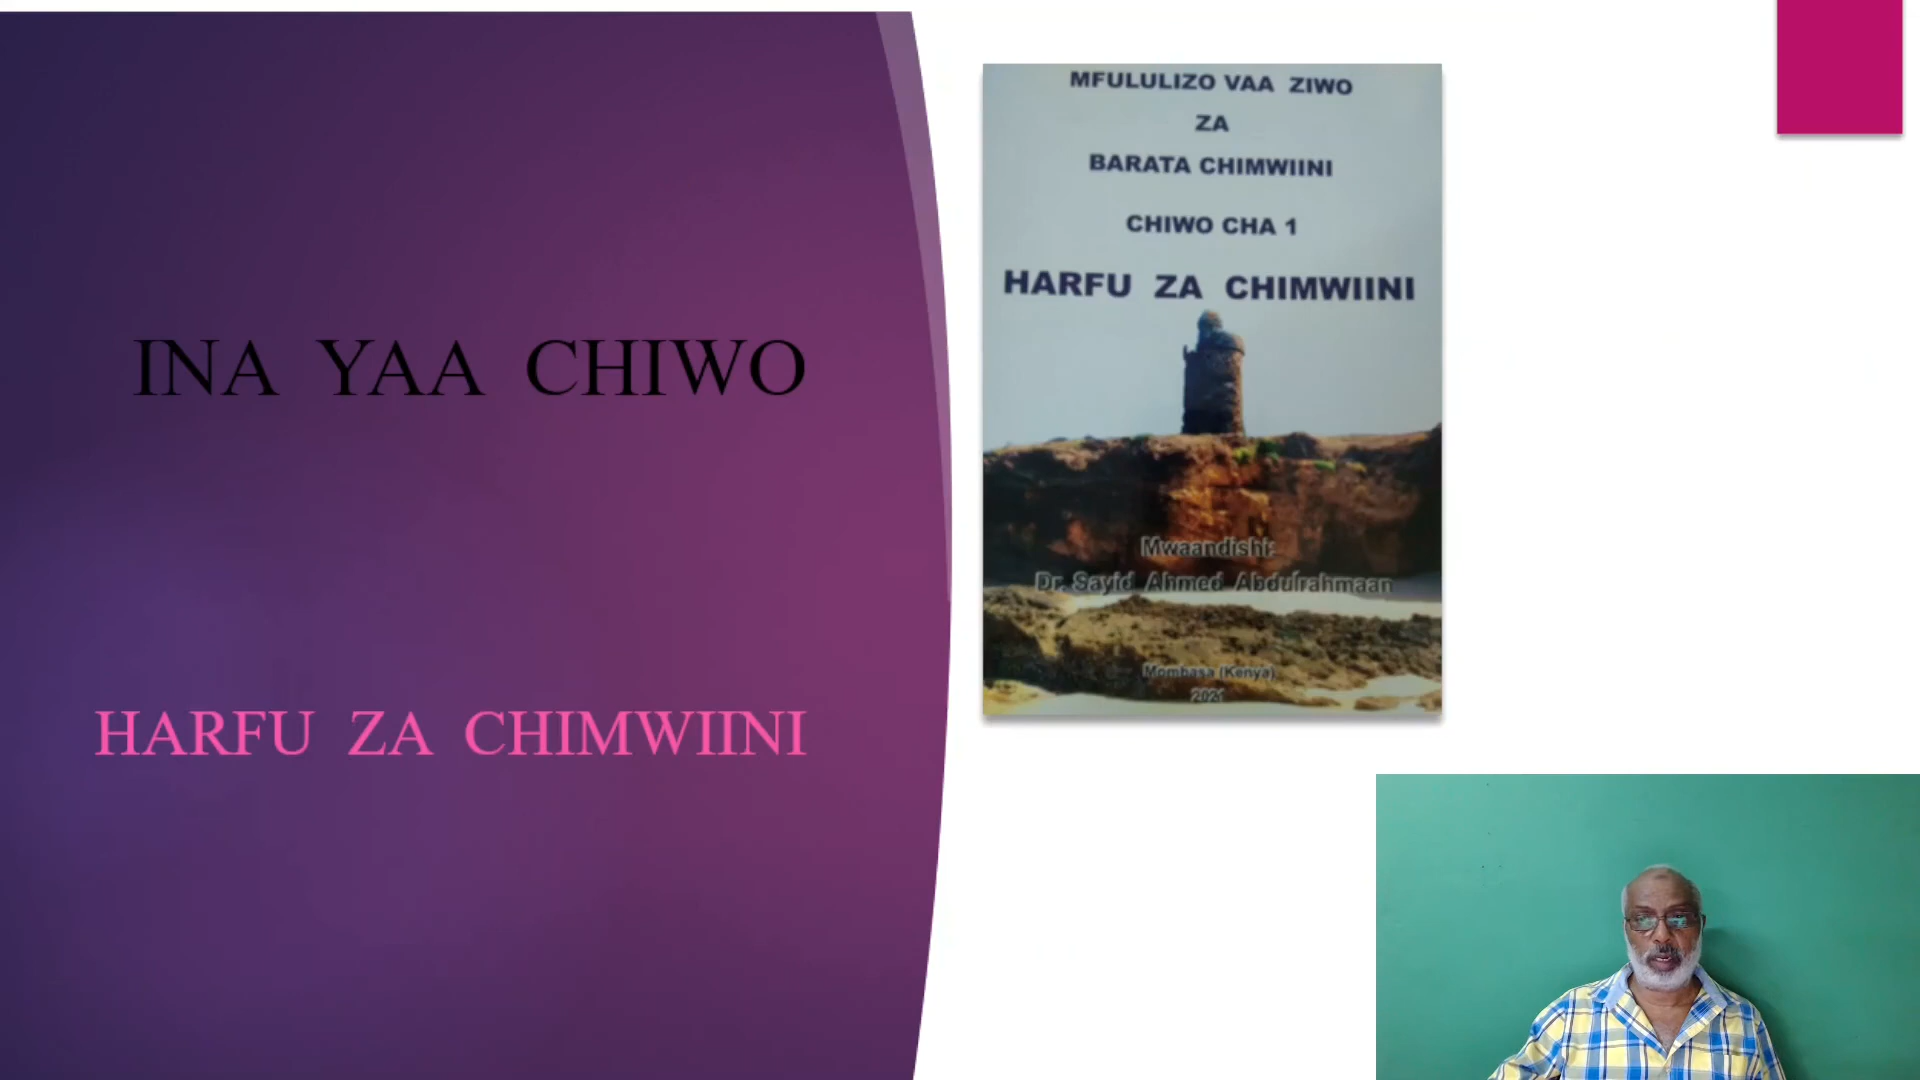 INA YAA CHIWO
HARFU ZA CHIMWIINI
MFULULIZO VAA ZIWO
ZA
BARATA CHIMWIINI
CHIWO CHA 1
HARFU ZA CHIMWIINI
Mwaandishi:
Dr. Sayid Ahmed Abdulrahmaan
Mombasa (Kenya)
2021